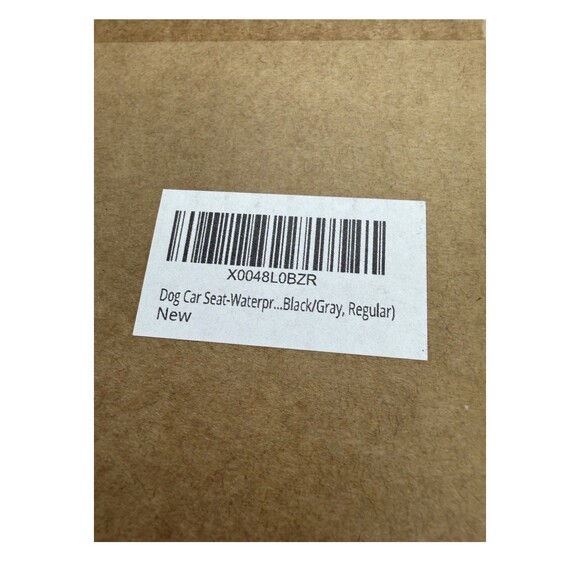 X0048L0BZR
Dog Car Seat-Waterpr...Black/Gray, Regular)
New